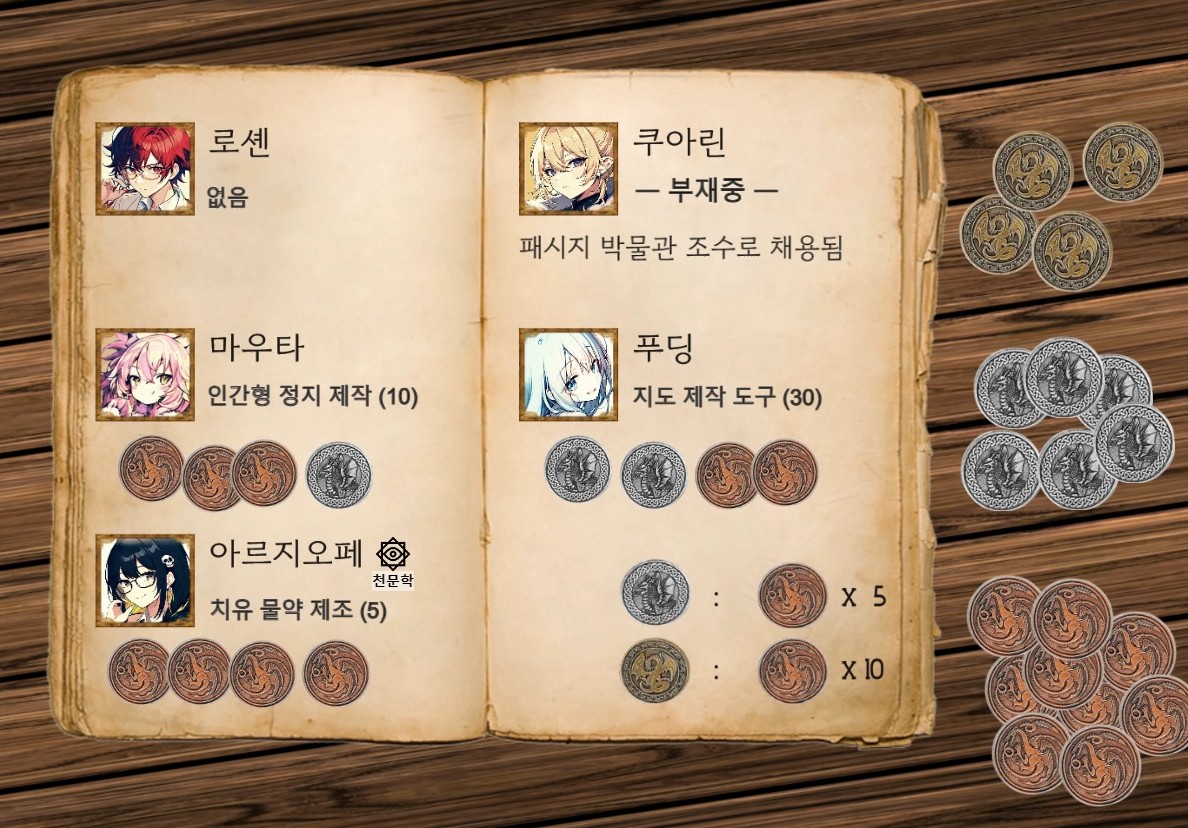 로셴
없음
쿠아린
— 부재중 —
패시지 박물관 조수로 채용됨
마우타
인간형 정지 제작 (10)
푸딩
지도 제작 도구 (30)
아르지오페
천문학
치유 물약 제조 (5)
: X 5
: X 10